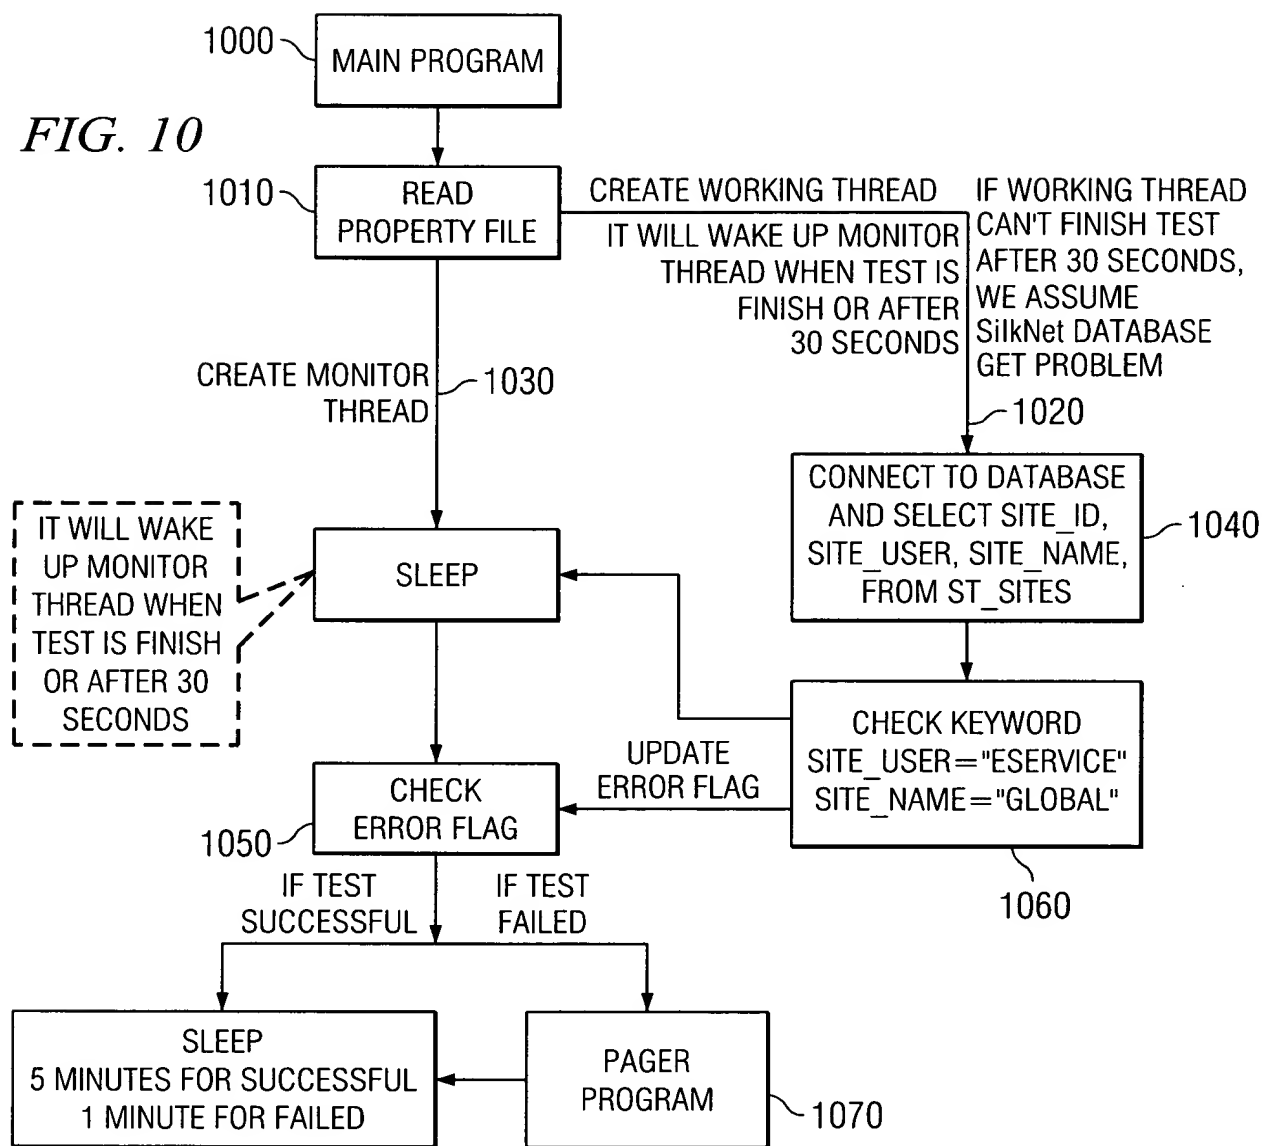 1000
MAIN PROGRAM
FIG. 10
1010
READ
PROPERTY FILE
CREATE WORKING THREAD
IT WILL WAKE UP MONITOR
THREAD WHEN TEST IS
FINISH OR AFTER
30 SECONDS
IF WORKING THREAD
CAN'T FINISH TEST
AFTER 30 SECONDS,
WE ASSUME
SilkNet DATABASE
GET PROBLEM
CREATE MONITOR
THREAD
1030
1020
CONNECT TO DATABASE
AND SELECT SITE_ID,
SITE_USER, SITE_NAME,
FROM ST_SITES
1040
IT WILL WAKE
UP MONITOR
THREAD WHEN
TEST IS FINISH
OR AFTER 30
SECONDS
SLEEP
CHECK KEYWORD
SITE_USER="ESERVICE"
SITE_NAME="GLOBAL"
1060
UPDATE
ERROR FLAG
CHECK
ERROR FLAG
1050
IF TEST
SUCCESSFUL
IF TEST
FAILED
SLEEP
5 MINUTES FOR SUCCESSFUL
1 MINUTE FOR FAILED
PAGER
PROGRAM
1070